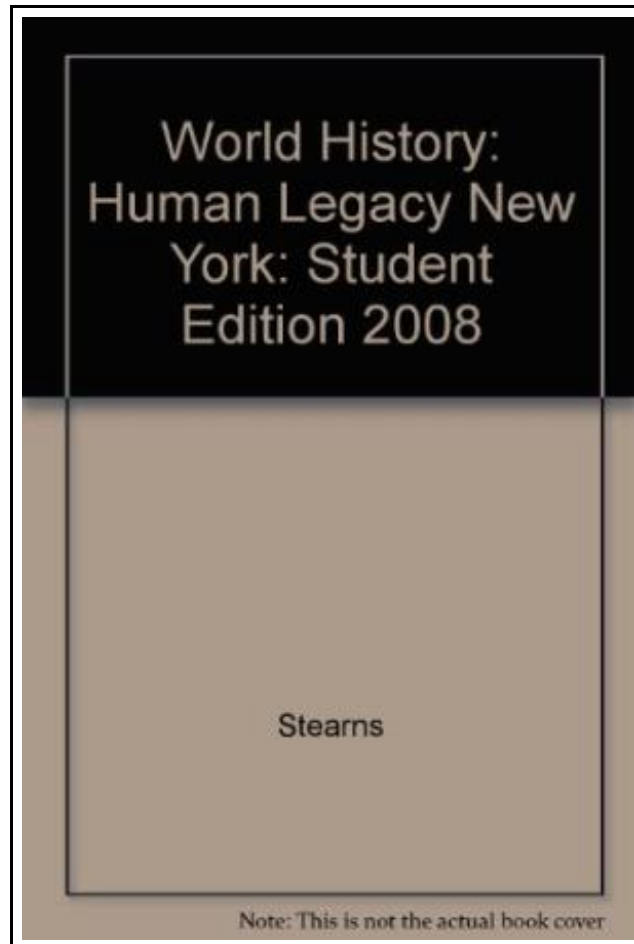 World History:
Human Legacy New
York: Student
Edition 2008
Stearns
Note: This is not the actual book cover